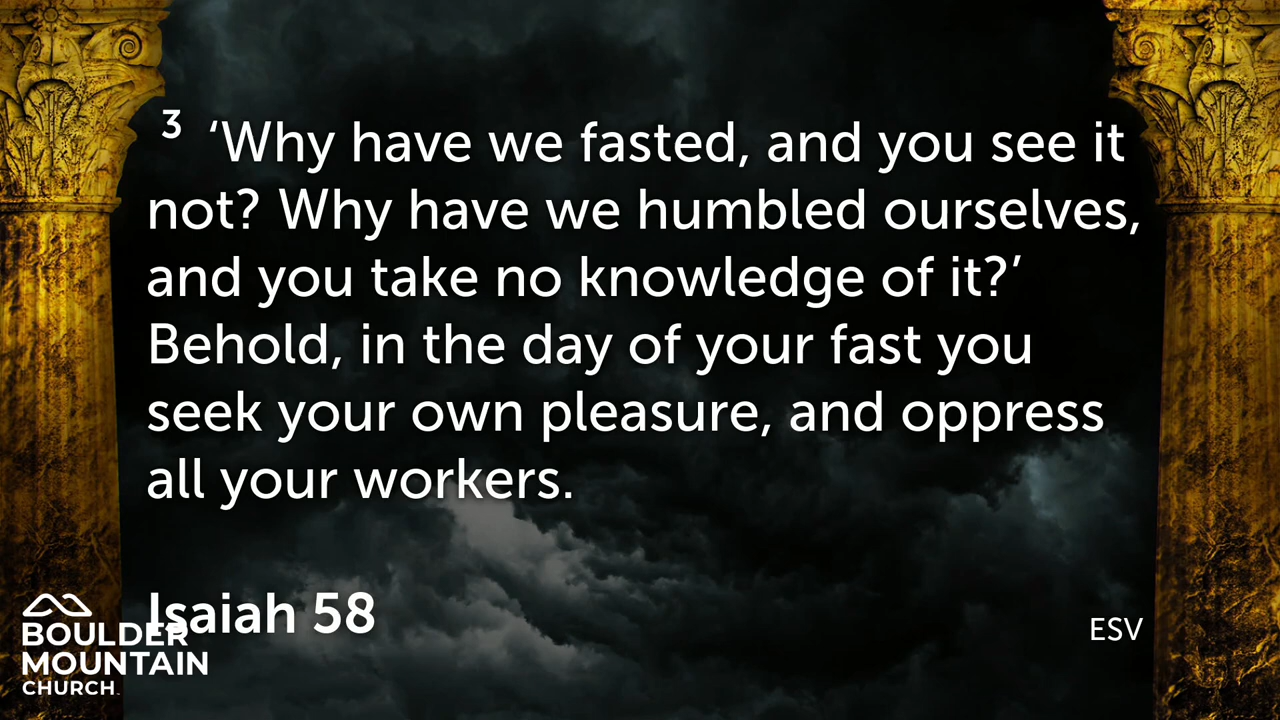 3 ‘Why have we fasted, and you see it
not? Why have we humbled ourselves,
and you take no knowledge of it?’
Behold, in the day of your fast you
seek your own pleasure, and oppress
all your workers.
Isaiah 58
ESV
BOULDER
MOUNTAIN
CHURCH